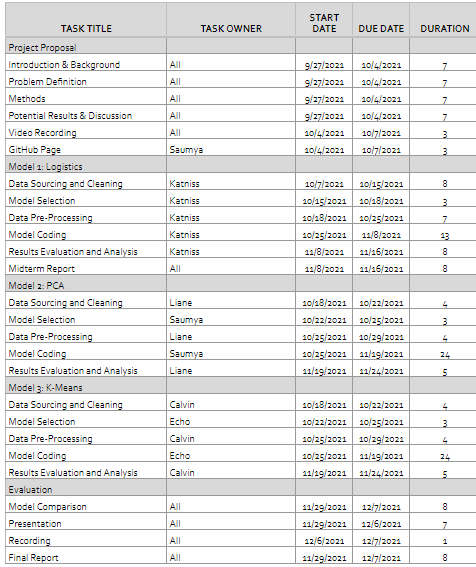 TASK TITLE TASK OWNER START DATE DUE DATE DURATION
Project Proposal
Introduction & Background All 9/27/2021 10/4/2021 7
Problem Definition All 9/27/2021 10/4/2021 7
Methods All 9/27/2021 10/4/2021 7
Potential Results & Discussion All 9/27/2021 10/4/2021 7
Video Recording All 10/4/2021 10/7/2021 3
GitHub Page Saumya 10/4/2021 10/7/2021 3
Model 1: Logistics
Data Sourcing and Cleaning Katniss 10/7/2021 10/15/2021 8
Model Selection Katniss 10/15/2021 10/18/2021 3
Data Pre-Processing Katniss 10/18/2021 10/25/2021 7
Model Coding Katniss 10/25/2021 11/8/2021 13
Results Evaluation and Analysis Katniss 11/8/2021 11/16/2021 8
Midterm Report All 11/8/2021 11/16/2021 8
Model 2: PCA
Data Sourcing and Cleaning Liane 10/18/2021 10/22/2021 4
Model Selection Saumya 10/22/2021 10/25/2021 3
Data Pre-Processing Liane 10/25/2021 10/29/2021 4
Model Coding Saumya 10/25/2021 11/19/2021 24
Results Evaluation and Analysis Liane 11/19/2021 11/24/2021 5
Model 3: K-Means
Data Sourcing and Cleaning Calvin 10/18/2021 10/22/2021 4
Model Selection Echo 10/22/2021 10/25/2021 3
Data Pre-Processing Calvin 10/25/2021 10/29/2021 4
Model Coding Echo 10/25/2021 11/19/2021 24
Results Evaluation and Analysis Calvin 11/19/2021 11/24/2021 5
Evaluation
Model Comparison All 11/29/2021 12/7/2021 8
Presentation All 11/29/2021 12/6/2021 7
Recording All 12/6/2021 12/7/2021 1
Final Report All 11/29/2021 12/7/2021 8